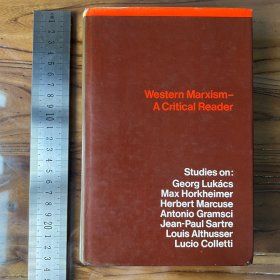 Western Marxism–
A Critical Reader
Studies on:
Georg Lukács
Max Horkheimer
Herbert Marcuse
Antonio Gramsci
Jean-Paul Sartre
Louis Althusser
Lucio Colletti